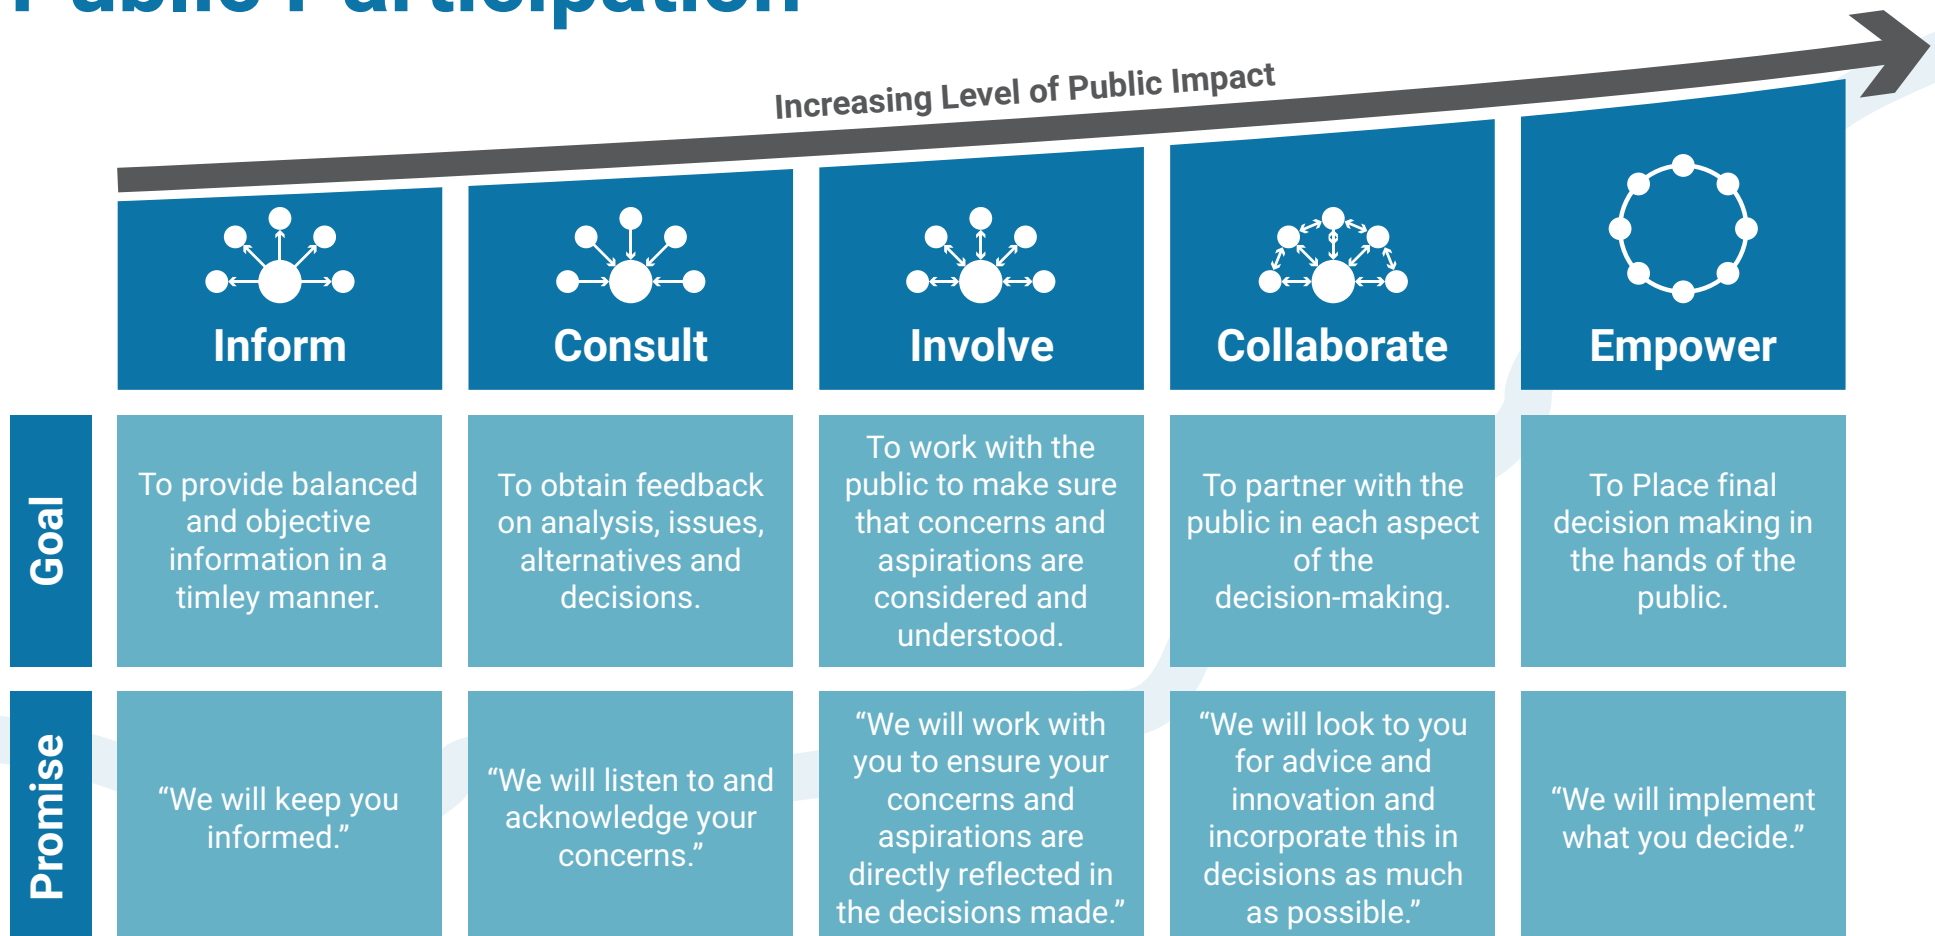 Public Participation
Increasing Level of Public Impact
Inform
Consult
Involve
Collaborate
Empower
Goal
To provide balanced
and objective
information in a
timley manner.
To obtain feedback
on analysis, issues,
alternatives and
decisions.
To work with the
public to make sure
that concerns and
aspirations are
considered and
understood.
To partner with the
public in each aspect
of the
decision-making.
To Place final
decision making in
the hands of the
public.
Promise
“We will keep you
informed.”
“We will listen to and
acknowledge your
concerns.”
“We will work with
you to ensure your
concerns and
aspirations are
directly reflected in
the decisions made.”
“We will look to you
for advice and
innovation and
incorporate this in
decisions as much
as possible.”
“We will implement
what you decide.”